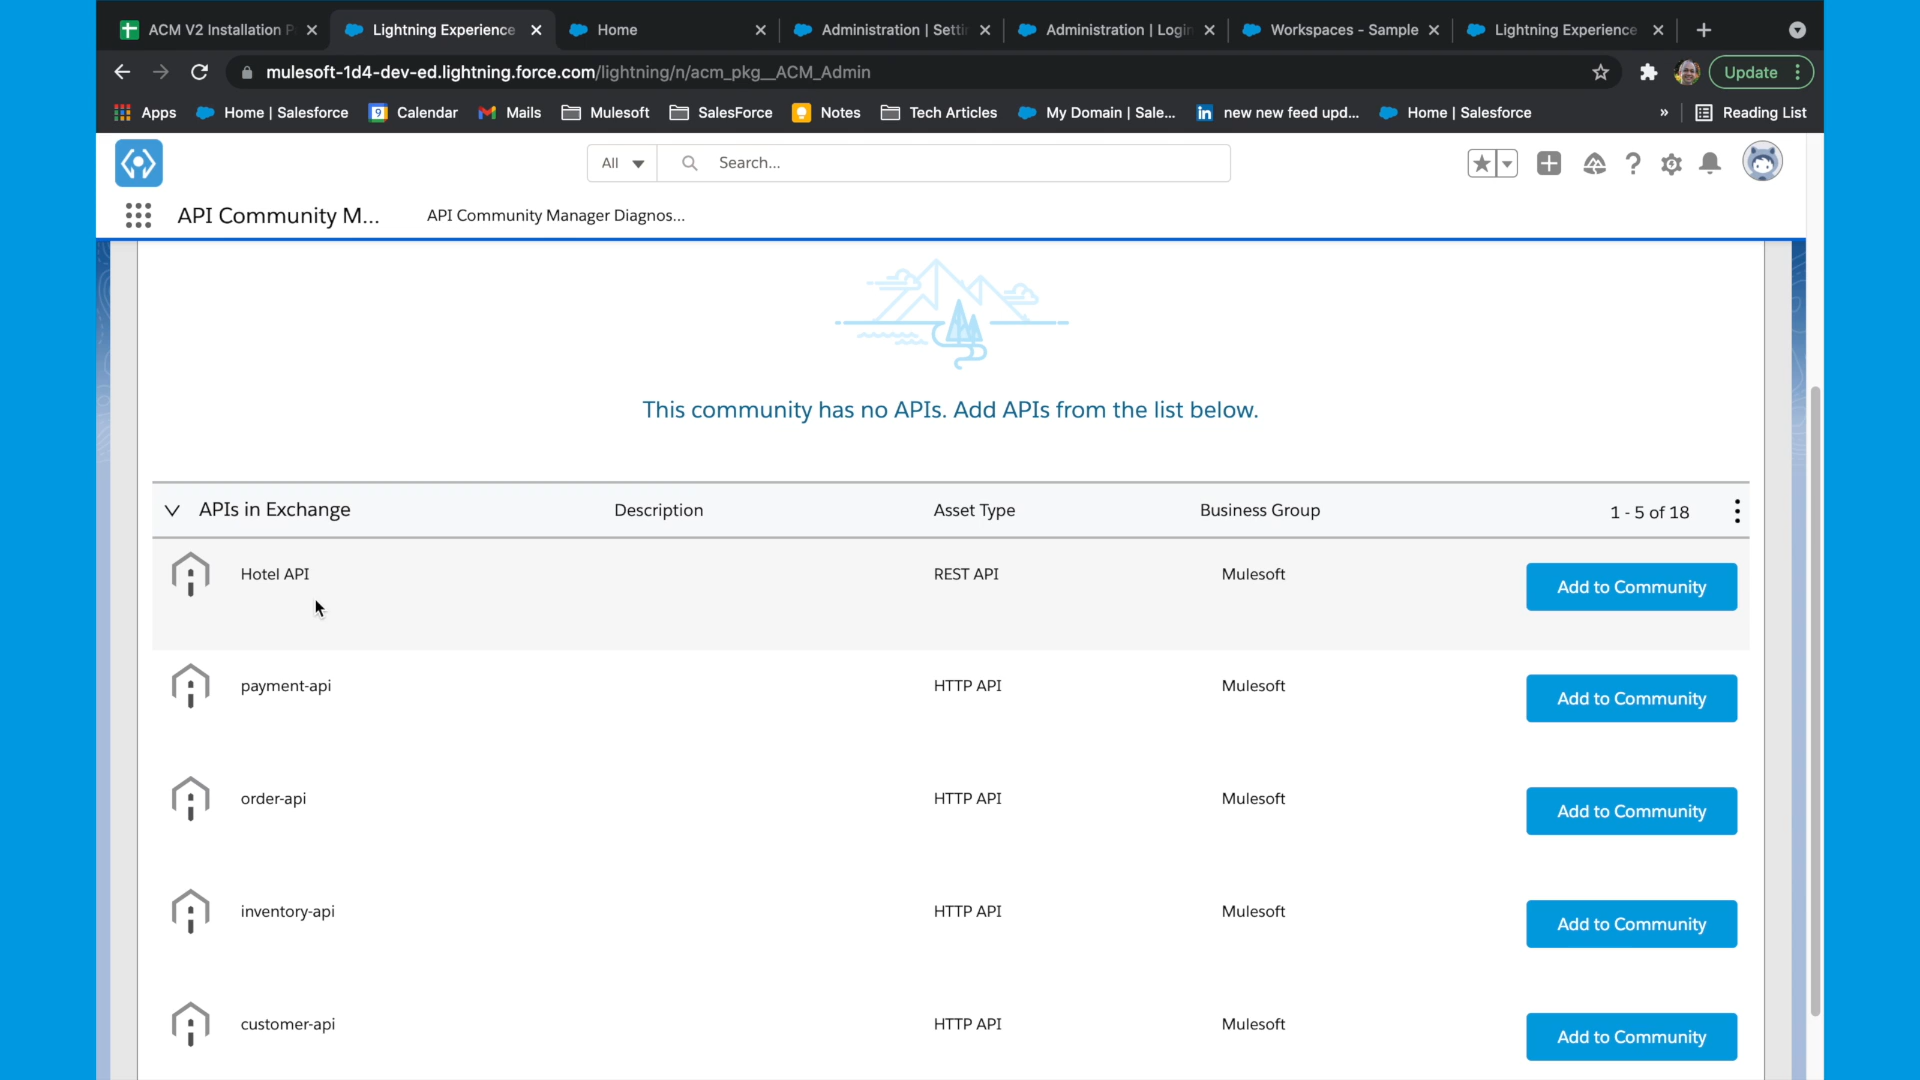 ACM V2 Installation P
Lightning Experience
Home
Administration | Setti
Administration | Login
Workspaces - Sample
Lightning Experience
mulesoft-1d4-dev-ed.lightning.force.com/lightning/n/acm_pkg__ACM_Admin
Update
Apps
Home | Salesforce
9
Calendar
Mails
Mulesoft
SalesForce
Notes
Tech Articles
My Domain | Sale...
in
new new feed upd...
Home | Salesforce
»
Reading List
All
Search...
API Community M...
API Community Manager Diagnos...
This community has no APIs. Add APIs from the list below.
APIs in Exchange
Description
Asset Type
Business Group
1 - 5 of 18
Hotel API
REST API
Mulesoft
Add to Community
payment-api
HTTP API
Mulesoft
Add to Community
order-api
HTTP API
Mulesoft
Add to Community
inventory-api
HTTP API
Mulesoft
Add to Community
customer-api
HTTP API
Mulesoft
Add to Community